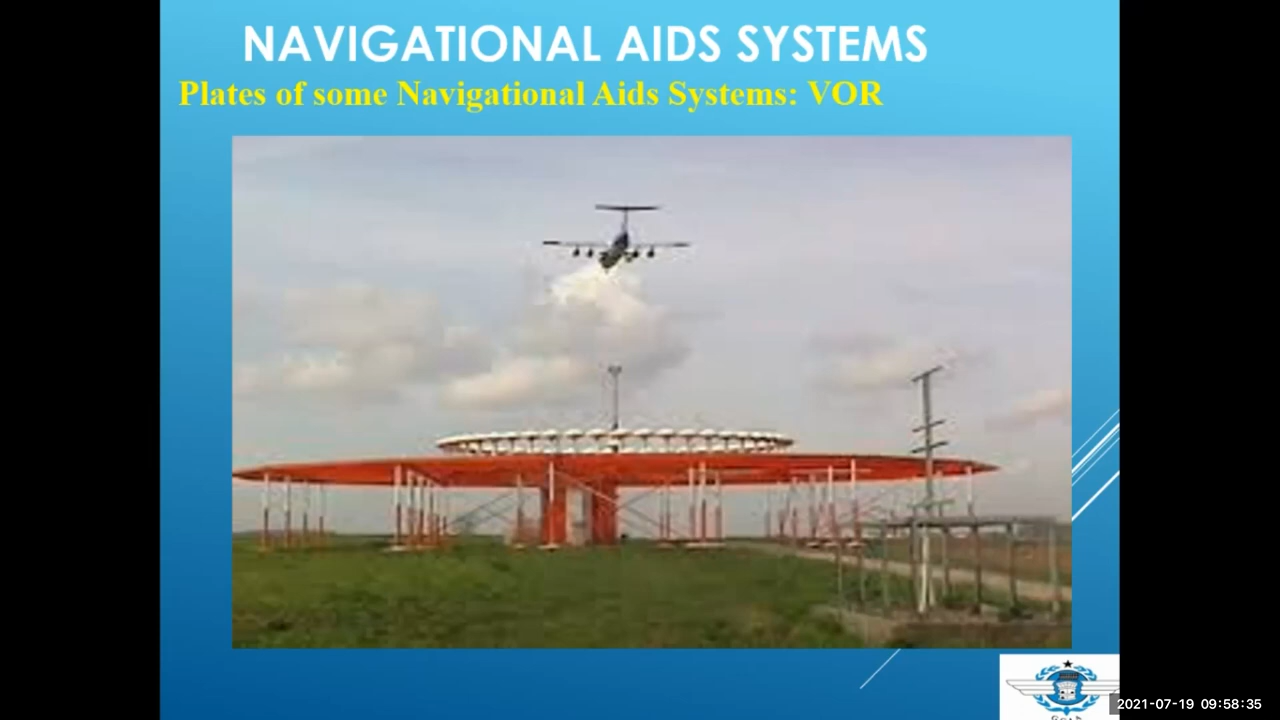 NAVIGATIONAL AIDS SYSTEMS
Plates of some Navigational Aids Systems: VOR
2021-07-19 09:58:35